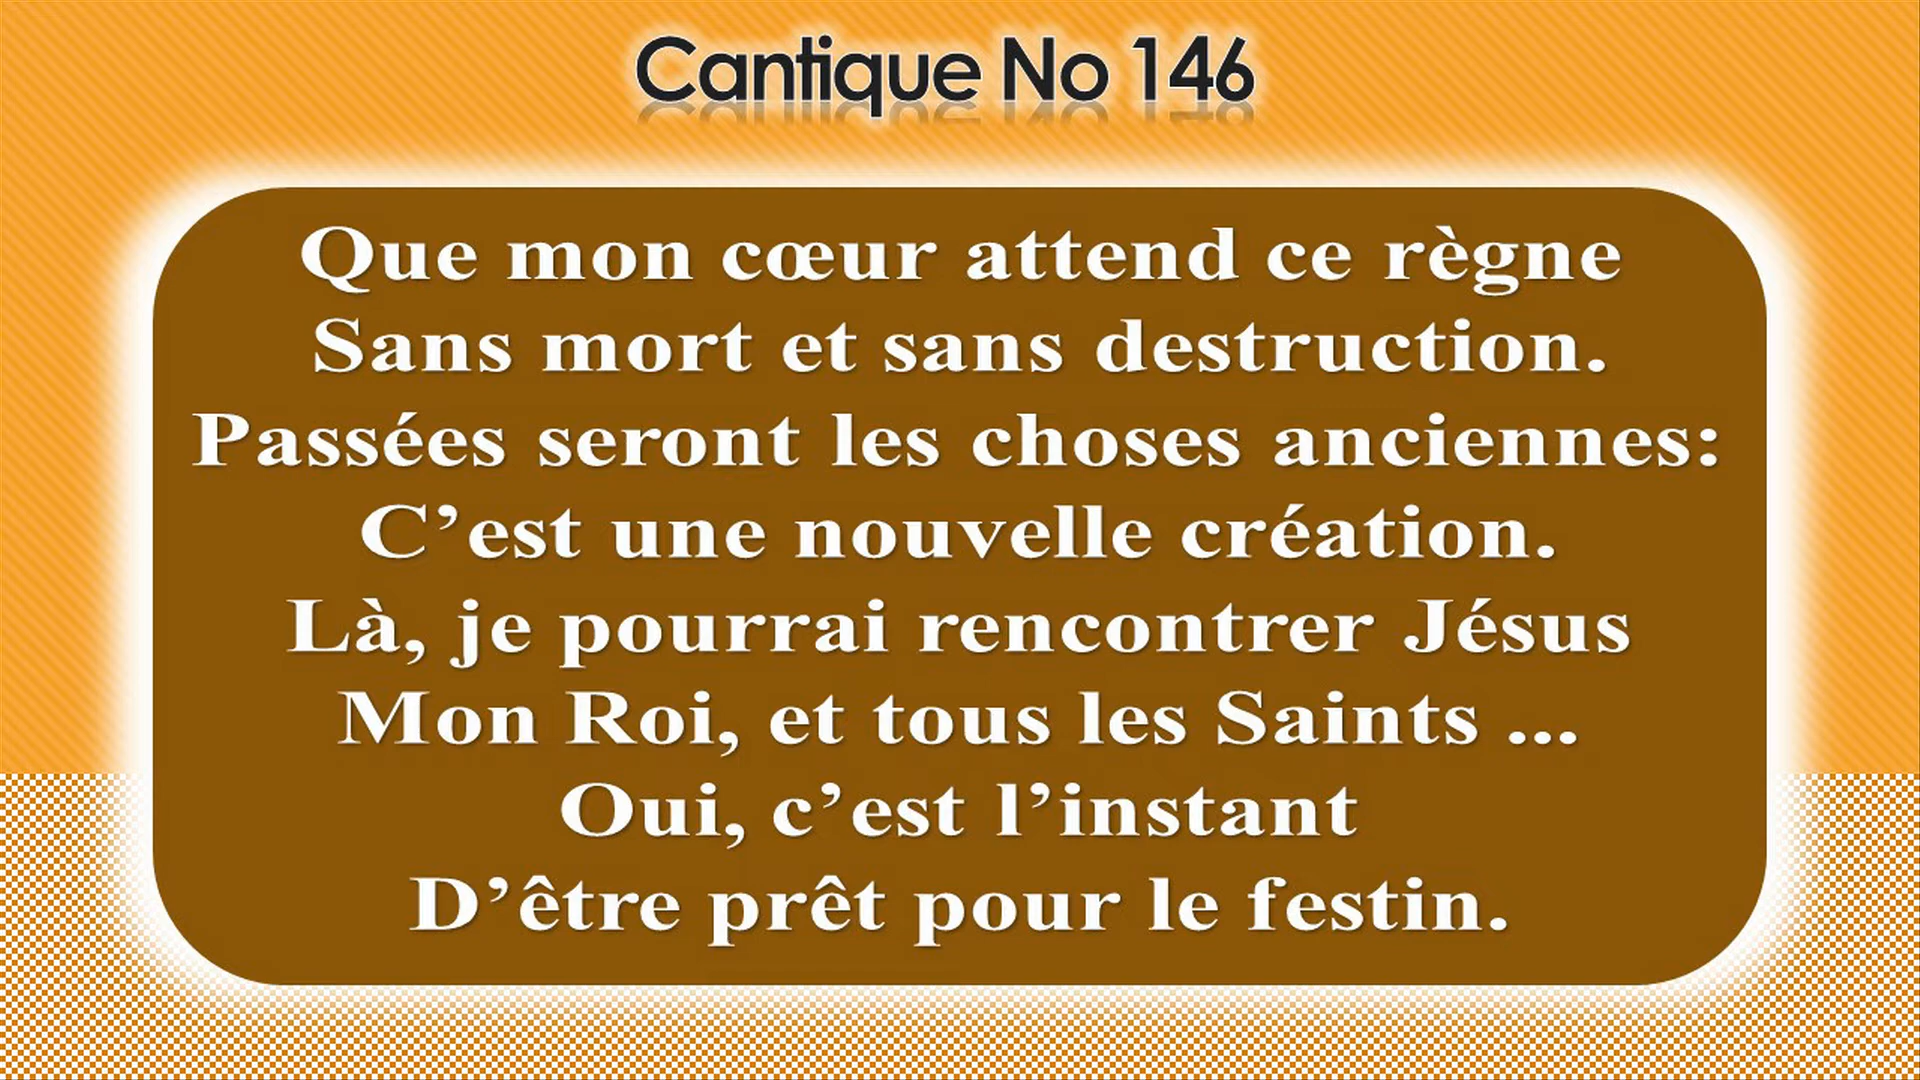 Cantique No 146
Que mon cœur attend ce règne
Sans mort et sans destruction.
Passées seront les choses anciennes:
C’est une nouvelle création.
Là, je pourrai rencontrer Jésus
Mon Roi, et tous les Saints ...
Oui, c’est l’instant
D’être prêt pour le festin.